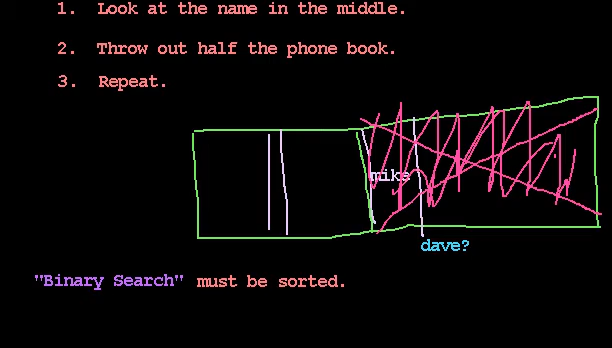 1. Look at the name in the middle.
2. Throw out half the phone book.
3. Repeat.
mike
dave?
"Binary Search" must be sorted.